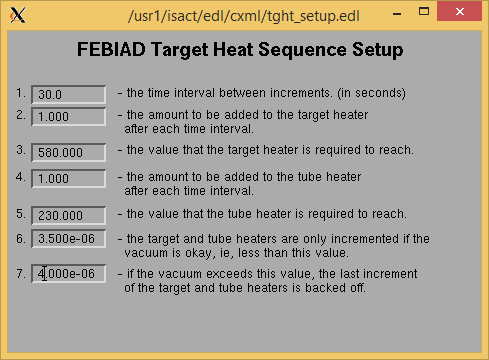 /usr1/isact/edl/cxml/tght_setup.edl
FEBIAD Target Heat Sequence Setup
1. 30.0 - the time interval between increments. (in seconds)
2. 1.000 - the amount to be added to the target heater
after each time interval.
3. 580.000 - the value that the target heater is required to reach.
4. 1.000 - the amount to be added to the tube heater
after each time interval.
5. 230.000 - the value that the tube heater is required to reach.
6. 3.500e-06 - the target and tube heaters are only incremented if the
vacuum is okay, ie, less than this value.
7. 4.000e-06 - if the vacuum exceeds this value, the last increment
of the target and tube heaters is backed off.